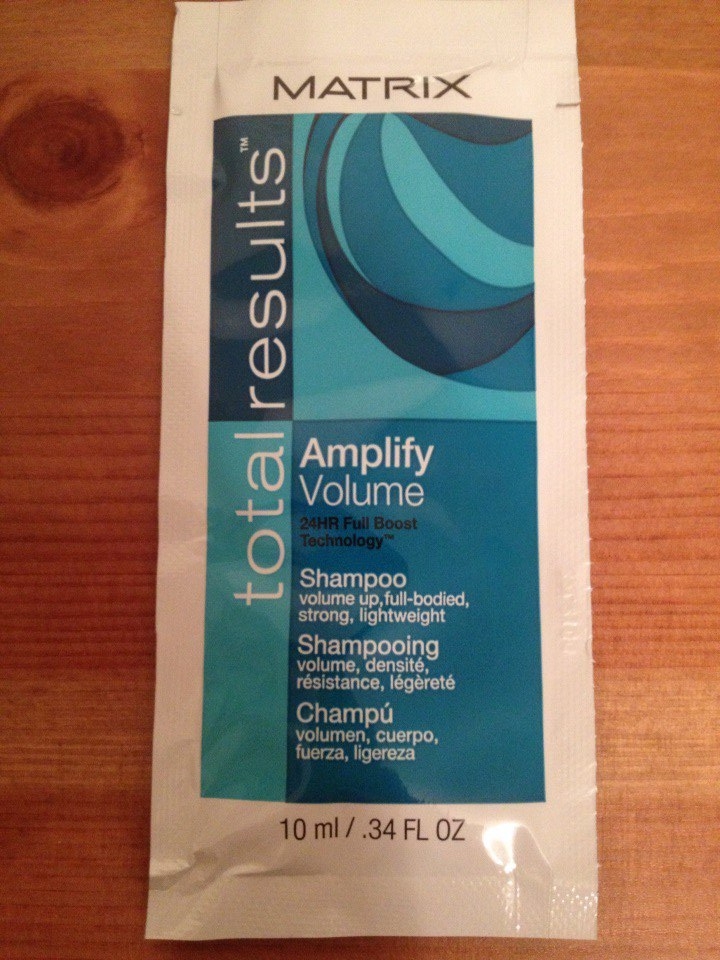 MATRIX
total results™
Amplify
Volume
24HR Full Boost
Technology™
Shampoo
volume up,full-bodied,
strong, lightweight
Shampooing
volume, densité,
résistance, légèreté
Champú
volumen, cuerpo,
fuerza, ligereza
10 ml / .34 FL OZ